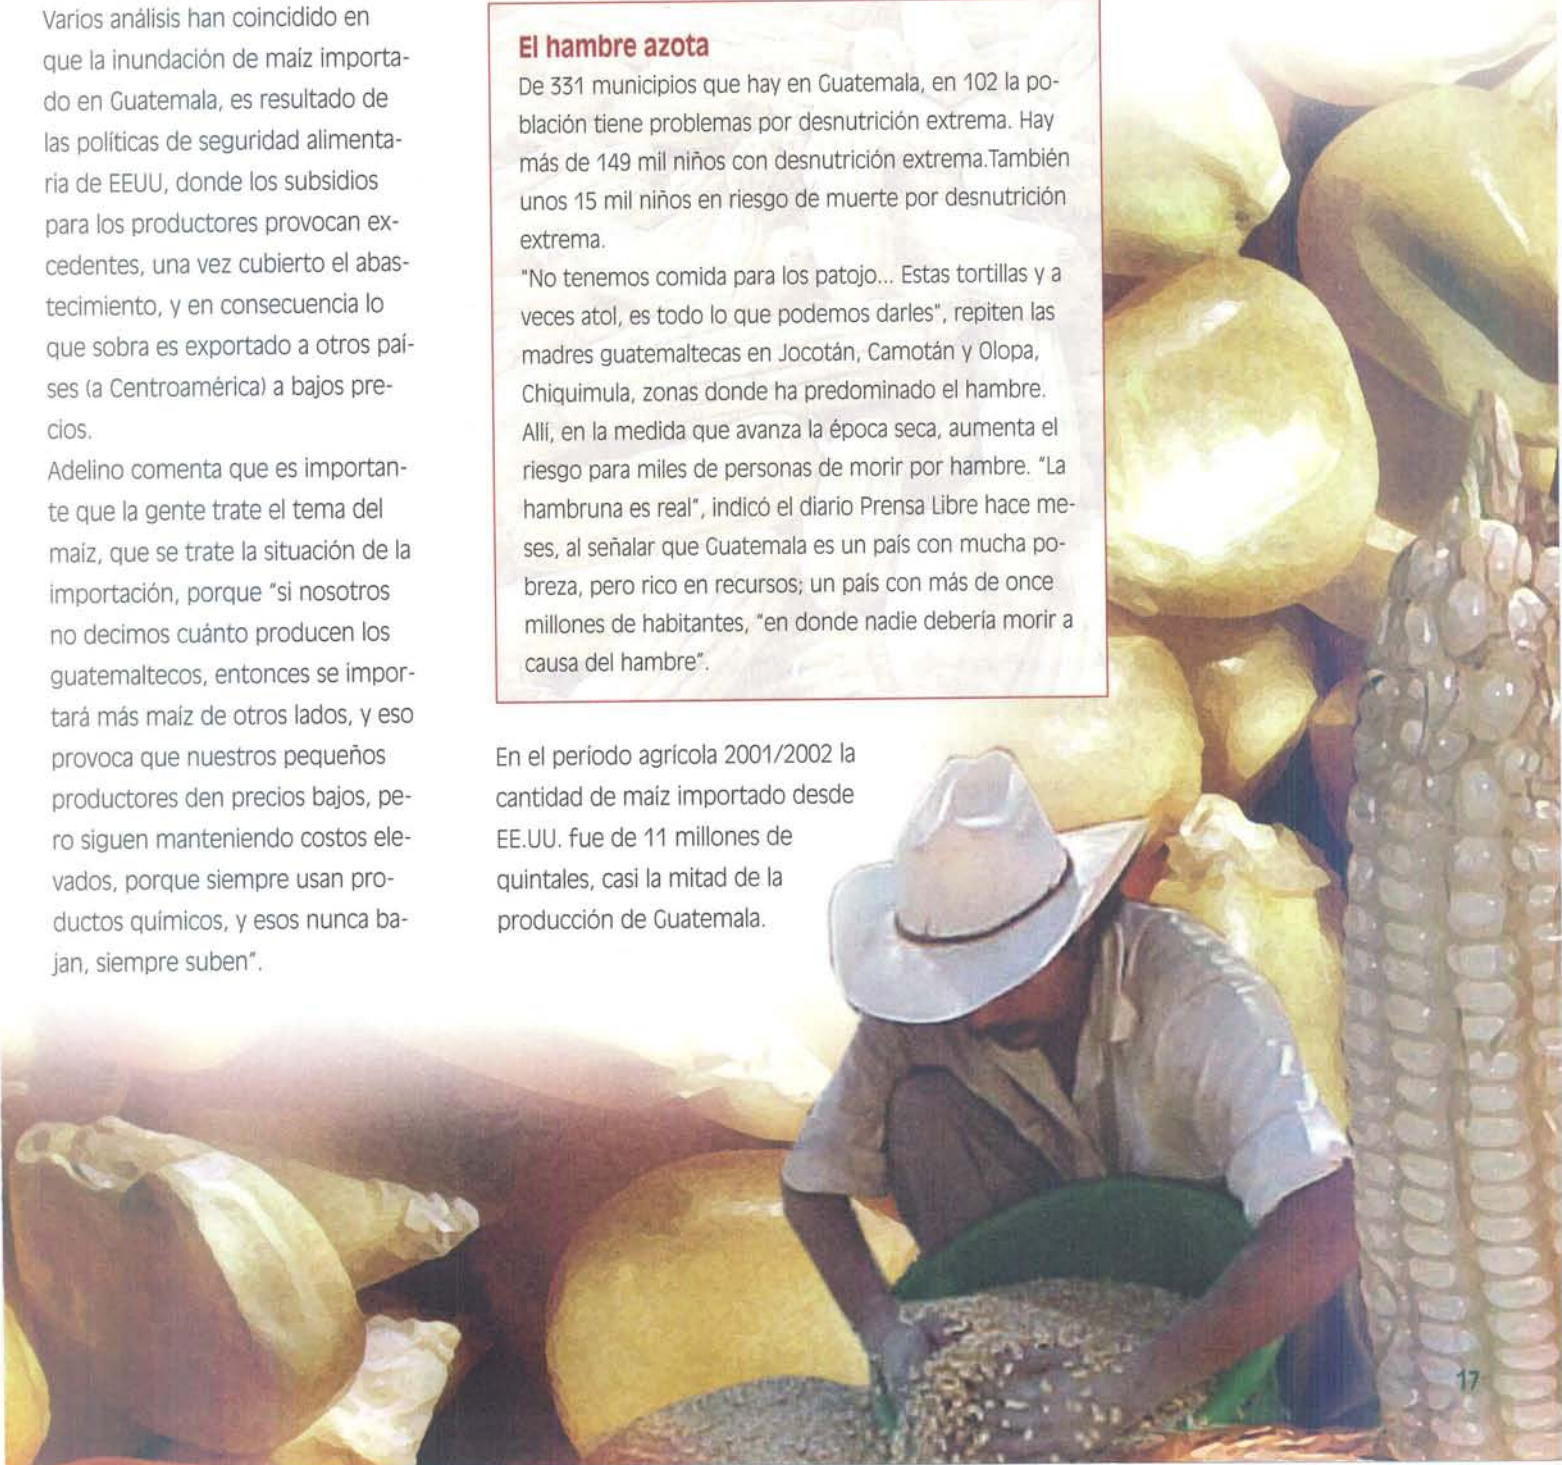 Varios análisis han coincidido en
que la inundación de maíz importa-
do en Guatemala, es resultado de
las políticas de seguridad alimenta-
ria de EEUU, donde los subsidios
para los productores provocan ex-
cedentes, una vez cubierto el abas-
tecimiento, y en consecuencia lo
que sobra es exportado a otros paí-
ses (a Centroamérica) a bajos pre-
cios.
Adelino comenta que es importan-
te que la gente trate el tema del
maíz, que se trate la situación de la
importación, porque "si nosotros
no decimos cuánto producen los
guatemaltecos, entonces se impor-
tará más maíz de otros lados, y eso
provoca que nuestros pequeños
productores den precios bajos, pe-
ro siguen manteniendo costos ele-
vados, porque siempre usan pro-
ductos químicos, y esos nunca ba-
jan, siempre suben".
El hambre azota
De 331 municipios que hay en Guatemala, en 102 la po-
blación tiene problemas por desnutrición extrema. Hay
más de 149 mil niños con desnutrición extrema.También
unos 15 mil niños en riesgo de muerte por desnutrición
extrema.
"No tenemos comida para los patojo... Estas tortillas y a
veces atol, es todo lo que podemos darles", repiten las
madres guatemaltecas en Jocotán, Camotán y Olopa,
Chiquimula, zonas donde ha predominado el hambre.
Allí, en la medida que avanza la época seca, aumenta el
riesgo para miles de personas de morir por hambre. "La
hambruna es real", indicó el diario Prensa Libre hace me-
ses, al señalar que Guatemala es un país con mucha po-
breza, pero rico en recursos; un país con más de once
millones de habitantes, "en donde nadie debería morir a
causa del hambre".
En el período agrícola 2001/2002 la
cantidad de maíz importado desde
EE.UU. fue de 11 millones de
quintales, casi la mitad de la
producción de Guatemala.
17